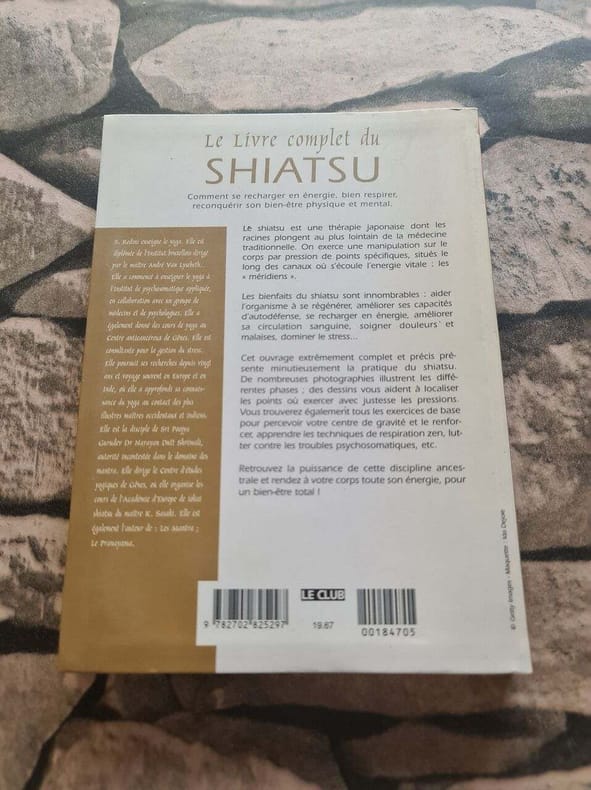 Le Livre complet du
SHIATSU
Comment se recharger en énergie, bien respirer,
reconquérir son bien-être physique et mental.
S. Redini enseigne le yoga. Elle est
diplômée de l'Institut bruxellois dirigé
par le maître André Van Lysbeth.
Elle a commencé à enseigner le yoga à
l'Institut de psychosomatique appliquée,
en collaboration avec un groupe de
médecins et de psychologues. Elle a
également donné des cours de yoga au
Centre anticancéreux de Gênes. Elle est
consultante pour la gestion du stress.
Elle poursuit ses recherches depuis vingt
ans et voyage souvent en Europe et en
Inde, où elle a approfondi sa connais-
sance du yoga au contact des plus
illustres maîtres occidentaux et indiens.
Elle est la disciple de Sri Pujya
Gurudev Dr Narayan Dutt Shrimali,
autorité incontestée dans le domaine des
mantra. Elle dirige le Centre d'études
yogiques de Gênes, où elle organise les
cours de l'Académie d'Europe de
shiatsu du maître R. Sasaki. Elle est
également l'auteur de : Les Mantra ;
Le Pranayama.
Le shiatsu est une thérapie japonaise dont les
racines plongent au plus lointain de la médecine
traditionnelle. On exerce une manipulation sur le
corps par pression de points spécifiques, situés le
long des canaux où s'écoule l'energie vitale : les
« méridiens ».
Les bienfaits du shiatsu sont innombrables : aider
l'organisme à se régénérer, améliorer ses capacités
d'autodéfense, se recharger en énergie, améliorer
sa circulation sanguine, soigner douleurs et
malaises, dominer le stress...
Cet ouvrage extrêmement complet et précis pré-
sente minutieusement la pratique du shiatsu.
De nombreuses photographies illustrent les diffé-
rentes phases ; des dessins vous aident à localiser
les points où exercer avec justesse les pressions.
Vous trouverez également tous les exercices de base
pour percevoir votre centre de gravité et le renfor-
cer, apprendre les techniques de respiration zen, lut-
ter contre les troubles psychosomatiques, etc.
Retrouvez la puissance de cette discipline ances-
trale et rendez à votre corps toute son énergie, pour
un bien-être total !
© Getty Images - Maquette : Ido Depoe
9 782702 825297
LE CLUB
19.67
00184705